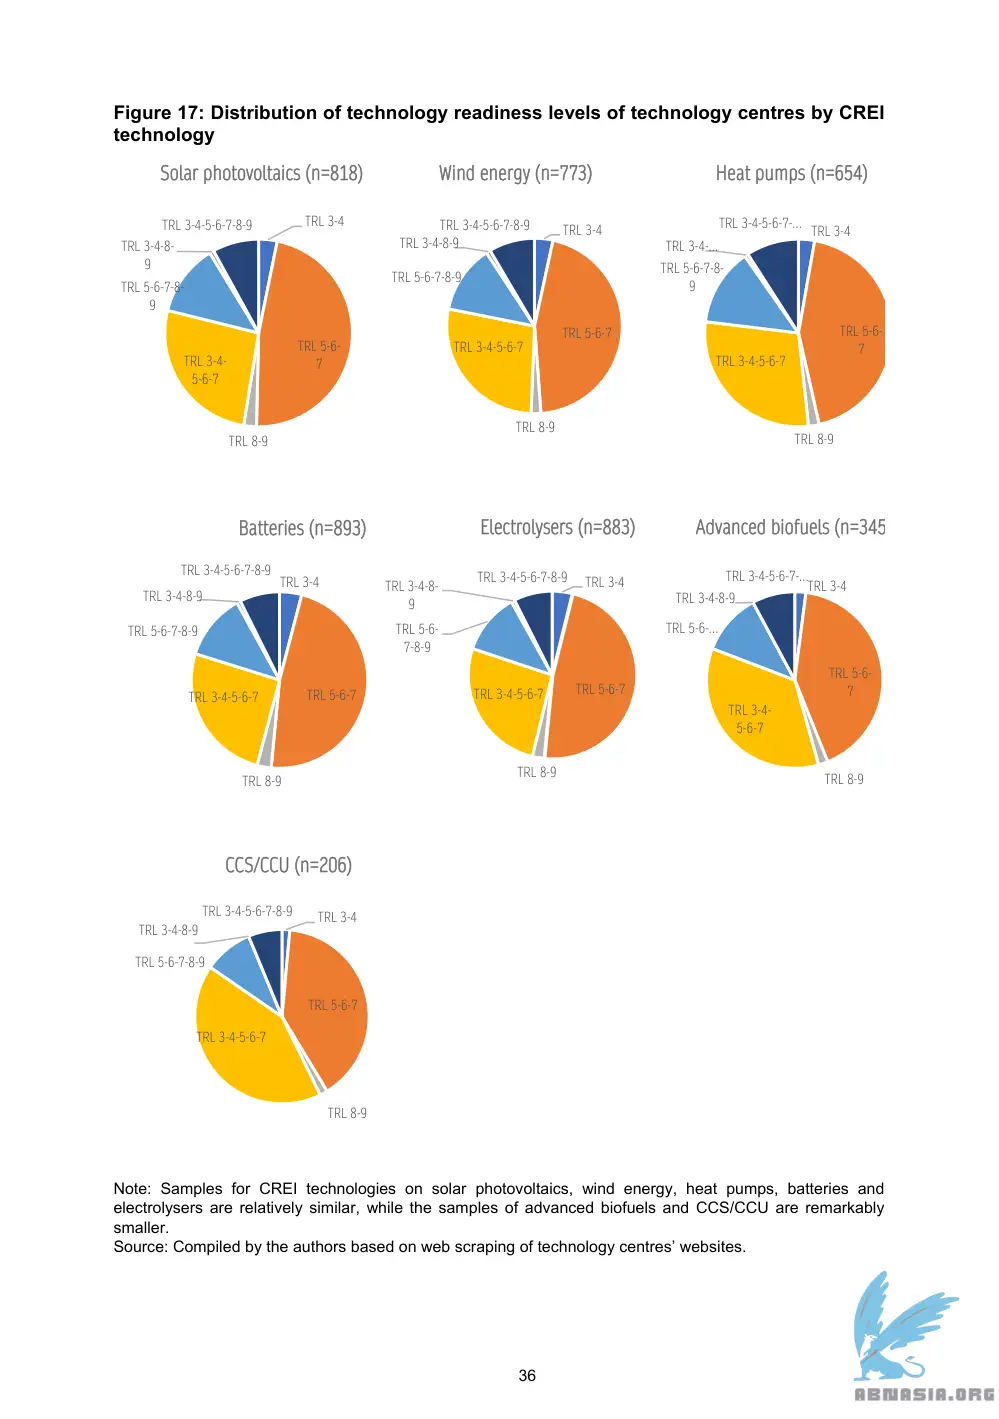 Figure 17: Distribution of technology readiness levels of technology centres by CREI
technology
Solar photovoltaics (n=818)
TRL 3-4-5-6-7-8-9
TRL 3-4
TRL 3-4-8-
9
TRL 5-6-7-8-
9
TRL 5-6-
7
TRL 3-4-
5-6-7
TRL 8-9
Wind energy (n=773)
TRL 3-4-5-6-7-8-9
TRL 3-4
TRL 3-4-8-9
TRL 5-6-7-8-9
TRL 5-6-7
TRL 3-4-5-6-7
TRL 8-9
Heat pumps (n=654)
TRL 3-4-5-6-7-...
TRL 3-4
TRL 3-4-...
TRL 5-6-7-8-
9
TRL 5-6-
7
TRL 3-4-5-6-7
TRL 8-9
Batteries (n=893)
TRL 3-4-5-6-7-8-9
TRL 3-4
TRL 3-4-8-9
TRL 5-6-7-8-9
TRL 3-4-5-6-7
TRL 5-6-7
TRL 8-9
Electrolysers (n=883)
TRL 3-4-5-6-7-8-9
TRL 3-4
TRL 3-4-8-
9
TRL 5-6-
7-8-9
TRL 3-4-5-6-7
TRL 5-6-7
TRL 8-9
Advanced biofuels (n=345
TRL 3-4-5-6-7-...
TRL 3-4
TRL 3-4-8-9
TRL 5-6-...
TRL 5-6-
7
TRL 3-4-
5-6-7
TRL 8-9
CCS/CCU (n=206)
TRL 3-4-5-6-7-8-9
TRL 3-4
TRL 3-4-8-9
TRL 5-6-7-8-9
TRL 5-6-7
TRL 3-4-5-6-7
TRL 8-9
Note: Samples for CREI technologies on solar photovoltaics, wind energy, heat pumps, batteries and
electrolysers are relatively similar, while the samples of advanced biofuels and CCS/CCU are remarkably
smaller.
Source: Compiled by the authors based on web scraping of technology centres’ websites.
36
ABNASIA.ORG